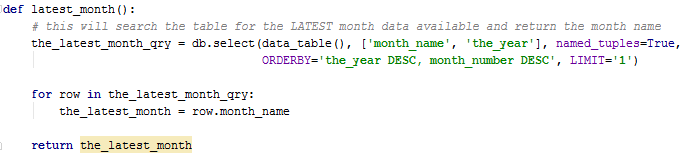 def latest_month():
    # this will search the table for the LATEST month data available and return the month name
    the_latest_month_qry = db.select(data_table(), ['month_name', 'the_year'], named_tuples=True,
                                     ORDERBY='the_year DESC, month_number DESC', LIMIT='1')
    for row in the_latest_month_qry:
        the_latest_month = row.month_name
    return the_latest_month